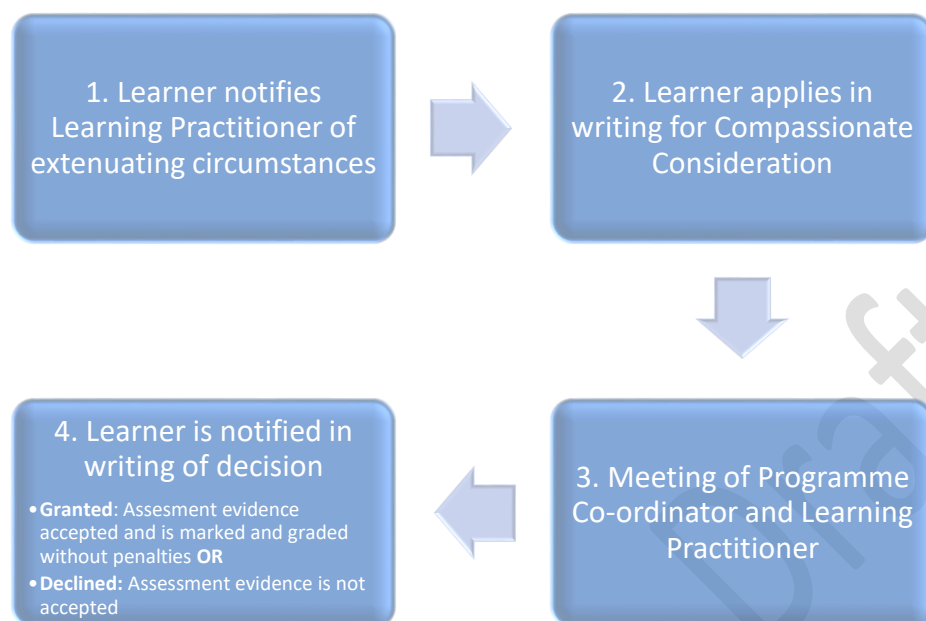 1. Learner notifies
Learning Practitioner of
extenuating circumstances
2. Learner applies in
writing for Compassionate
Consideration
3. Meeting of Programme
Co-ordinator and Learning
Practitioner
4. Learner is notified in
writing of decision
•Granted: Assesment evidence
accepted and is marked and graded
without penalties OR
•Declined: Assessment evidence is not
accepted
Draft